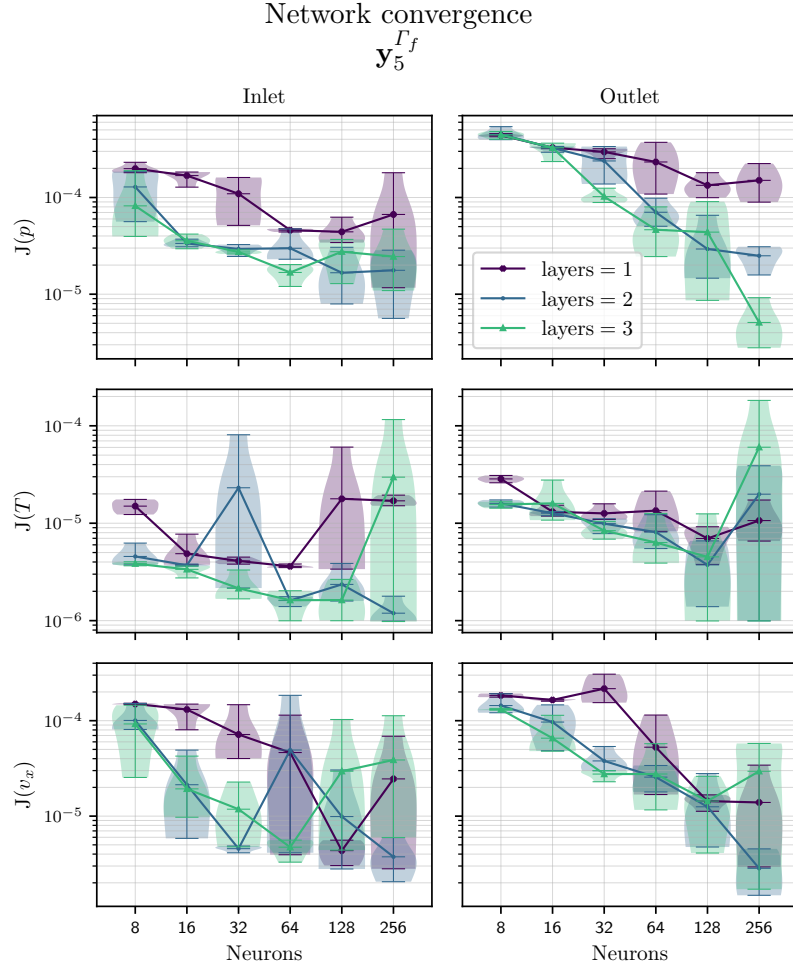 Network convergence
𝐲₅^{Γ_f}
Inlet
Outlet
J(p)
10⁻⁴
10⁻⁵
layers = 1
layers = 2
layers = 3
J(T)
10⁻⁴
10⁻⁵
10⁻⁶
J(vₓ)
10⁻⁴
10⁻⁵
8 16 32 64 128 256
8 16 32 64 128 256
Neurons
Neurons